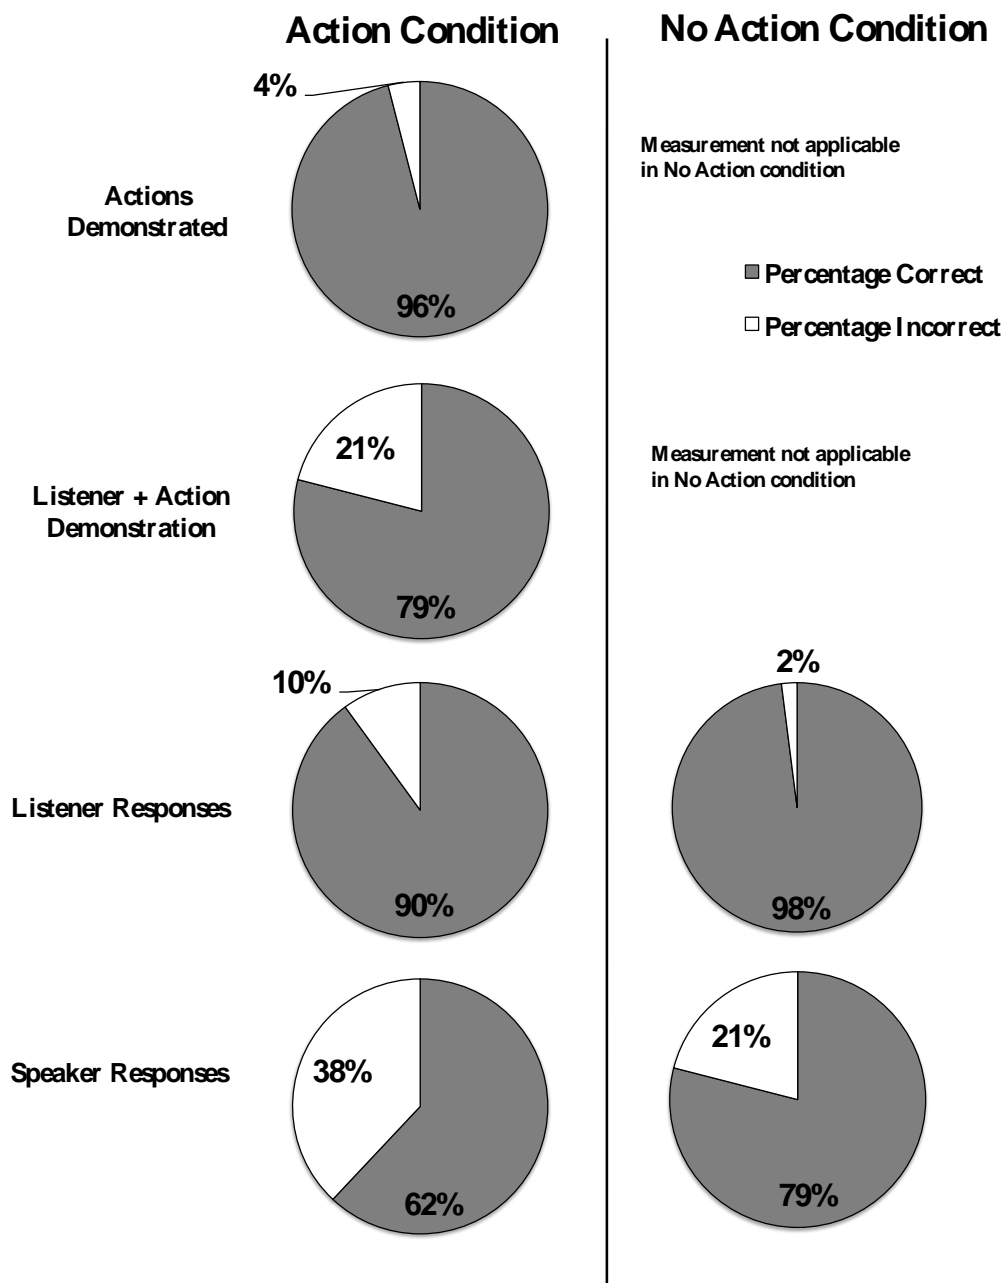 Action Condition
No Action Condition
4%
Measurement not applicable
in No Action condition
Actions
Demonstrated
Percentage Correct
96%
Percentage Incorrect
21%
Measurement not applicable
in No Action condition
Listener + Action
Demonstration
79%
2%
10%
Listener Responses
90%
98%
21%
Speaker Responses
38%
62%
79%